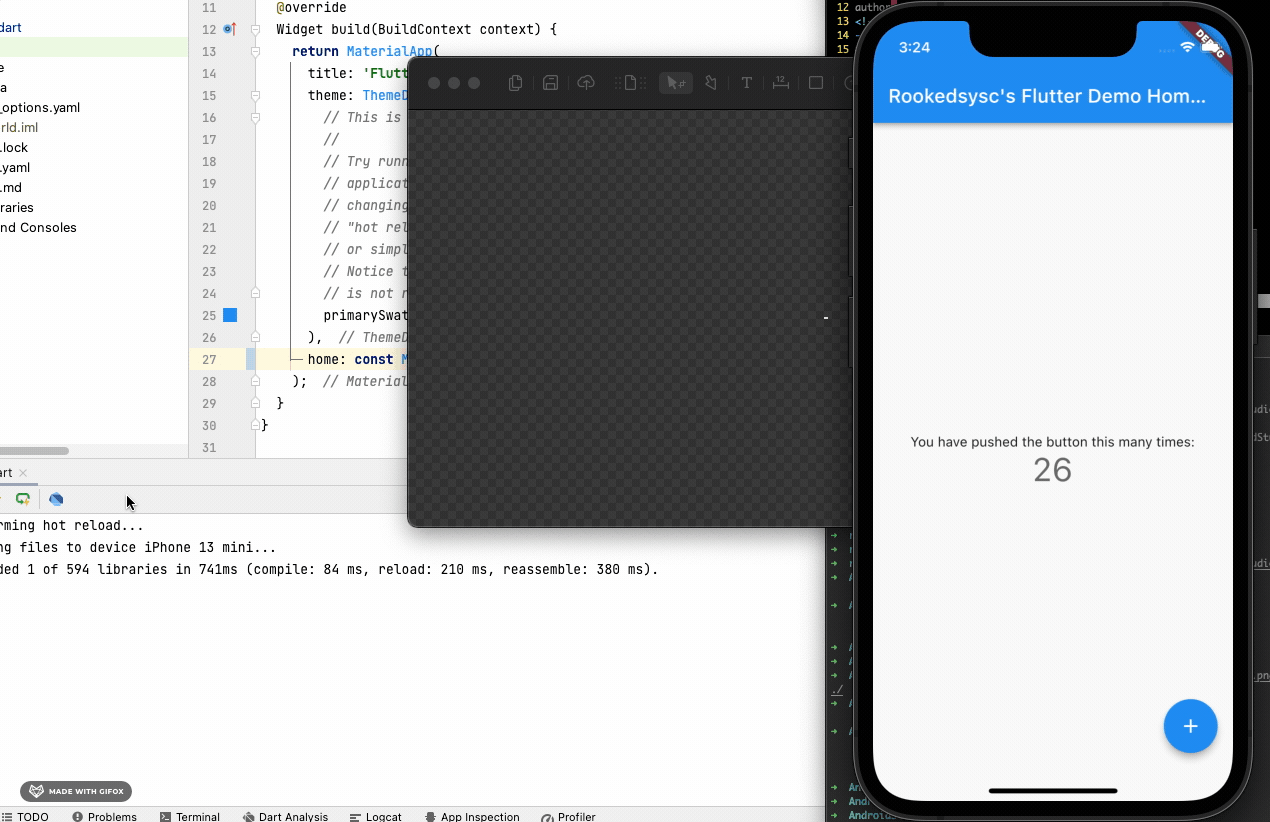 dart
e
a
_options.yaml
rld.iml
.lock
.yaml
.md
raries
nd Consoles
11 @override
12 Widget build(BuildContext context) {
13 return MaterialApp(
14 title: 'Flutt
15 theme: ThemeD
16 // This is
17 //
18 // Try runn
19 // applicat
20 // changing
21 // "hot rel
22 // or simpl
23 // Notice t
24 // is not r
25 primarySwat
26 ), // ThemeD
27 home: const M
28 ); // Material
29 }
30 }
31
T
12
12 author
13 <!
14 -
15
3:24
DEBUG
Rookedsysc's Flutter Demo Hom...
You have pushed the button this many times:
26
+
art
rming hot reload...
ng files to device iPhone 13 mini...
ded 1 of 594 libraries in 741ms (compile: 84 ms, reload: 210 ms, reassemble: 380 ms).
./
And
Andr
Androids
MADE WITH GIFOX
TODO
Problems
Terminal
Dart Analysis
Logcat
App Inspection
Profiler